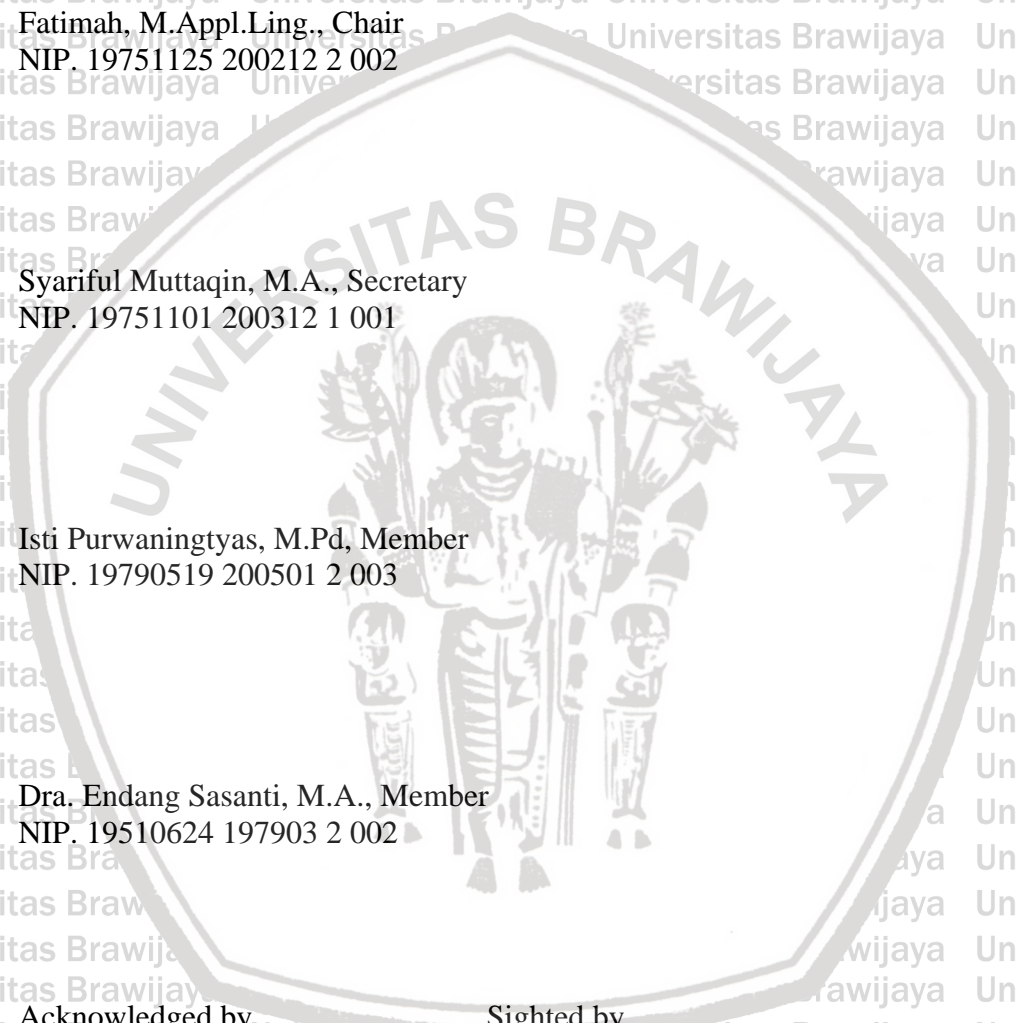 Fatimah, M.Appl.Ling., Chair
NIP. 19751125 200212 2 002
Syariful Muttaqin, M.A., Secretary
NIP. 19751101 200312 1 001
UNIVERSITAS BRAWIJAYA
Isti Purwaningtyas, M.Pd, Member
NIP. 19790519 200501 2 003
Dra. Endang Sasanti, M.A., Member
NIP. 19510624 197903 2 002
Acknowledged by Sighted by